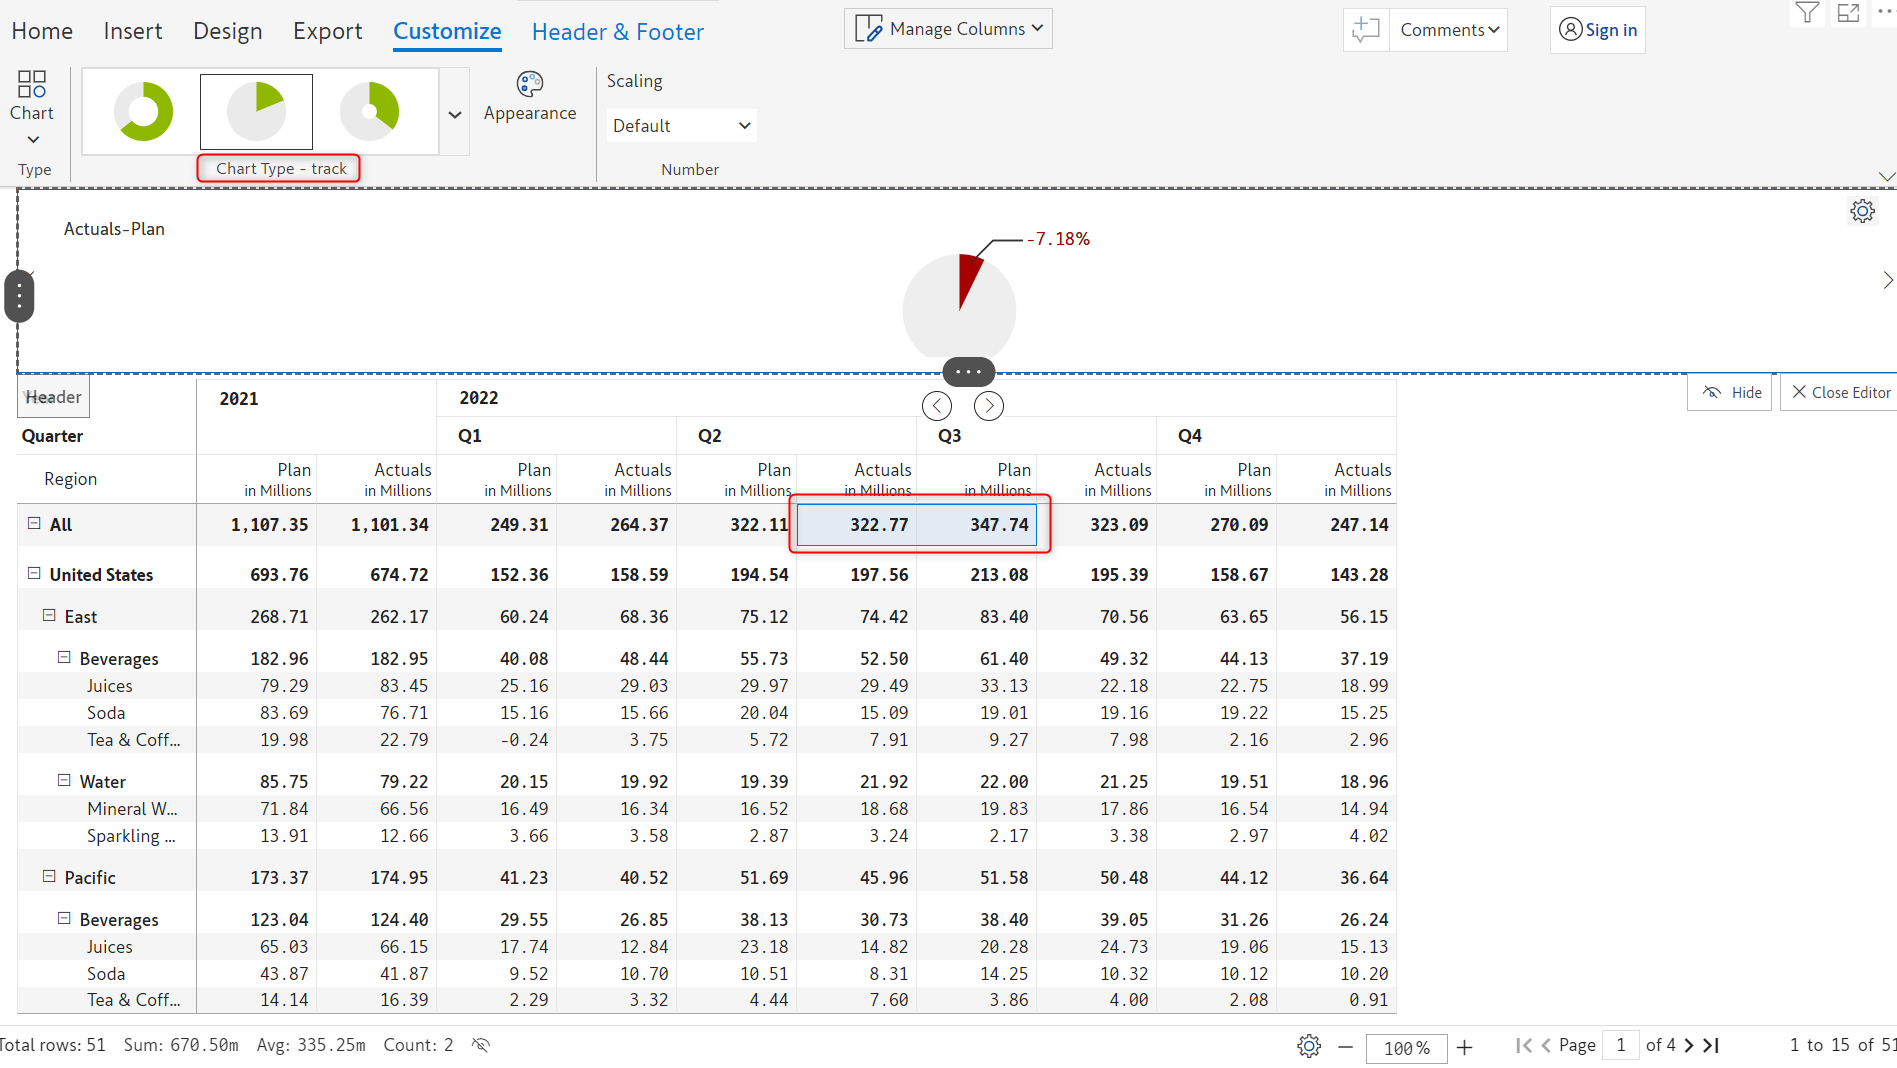 Home Insert Design Export Customize Header & Footer Manage Columns Comments Sign in
Chart
Type
Chart Type - track
Appearance
Scaling
Default
Number
Actuals-Plan
-7.18%
Header
Hide Close Editor
2021 2022
Quarter Q1 Q2 Q3 Q4
Region Plan Actuals Plan Actuals Plan Actuals Plan Actuals Plan Actuals
in Millions in Millions in Millions in Millions in Millions in Millions in Millions in Millions in Millions in Millions
All 1,107.35 1,101.34 249.31 264.37 322.11 322.77 347.74 323.09 270.09 247.14
United States 693.76 674.72 152.36 158.59 194.54 197.56 213.08 195.39 158.67 143.28
East 268.71 262.17 60.24 68.36 75.12 74.42 83.40 70.56 63.65 56.15
Beverages 182.96 182.95 40.08 48.44 55.73 52.50 61.40 49.32 44.13 37.19
Juices 79.29 83.45 25.16 29.03 29.97 29.49 33.13 22.18 22.75 18.99
Soda 83.69 76.71 15.16 15.66 20.04 15.09 19.01 19.16 19.22 15.25
Tea & Coff... 19.98 22.79 -0.24 3.75 5.72 7.91 9.27 7.98 2.16 2.96
Water 85.75 79.22 20.15 19.92 19.39 21.92 22.00 21.25 19.51 18.96
Mineral W... 71.84 66.56 16.49 16.34 16.52 18.68 19.83 17.86 16.54 14.94
Sparkling ... 13.91 12.66 3.66 3.58 2.87 3.24 2.17 3.38 2.97 4.02
Pacific 173.37 174.95 41.23 40.52 51.69 45.96 51.58 50.48 44.12 36.64
Beverages 123.04 124.40 29.55 26.85 38.13 30.73 38.40 39.05 31.26 26.24
Juices 65.03 66.15 17.74 12.84 23.18 14.82 20.28 24.73 19.06 15.13
Soda 43.87 41.87 9.52 10.70 10.51 8.31 14.25 10.32 10.12 10.20
Tea & Coff... 14.14 16.39 2.29 3.32 4.44 7.60 3.86 4.00 2.08 0.91
Total rows: 51 Sum: 670.50m Avg: 335.25m Count: 2 100% Page 1 of 4 1 to 15 of 51